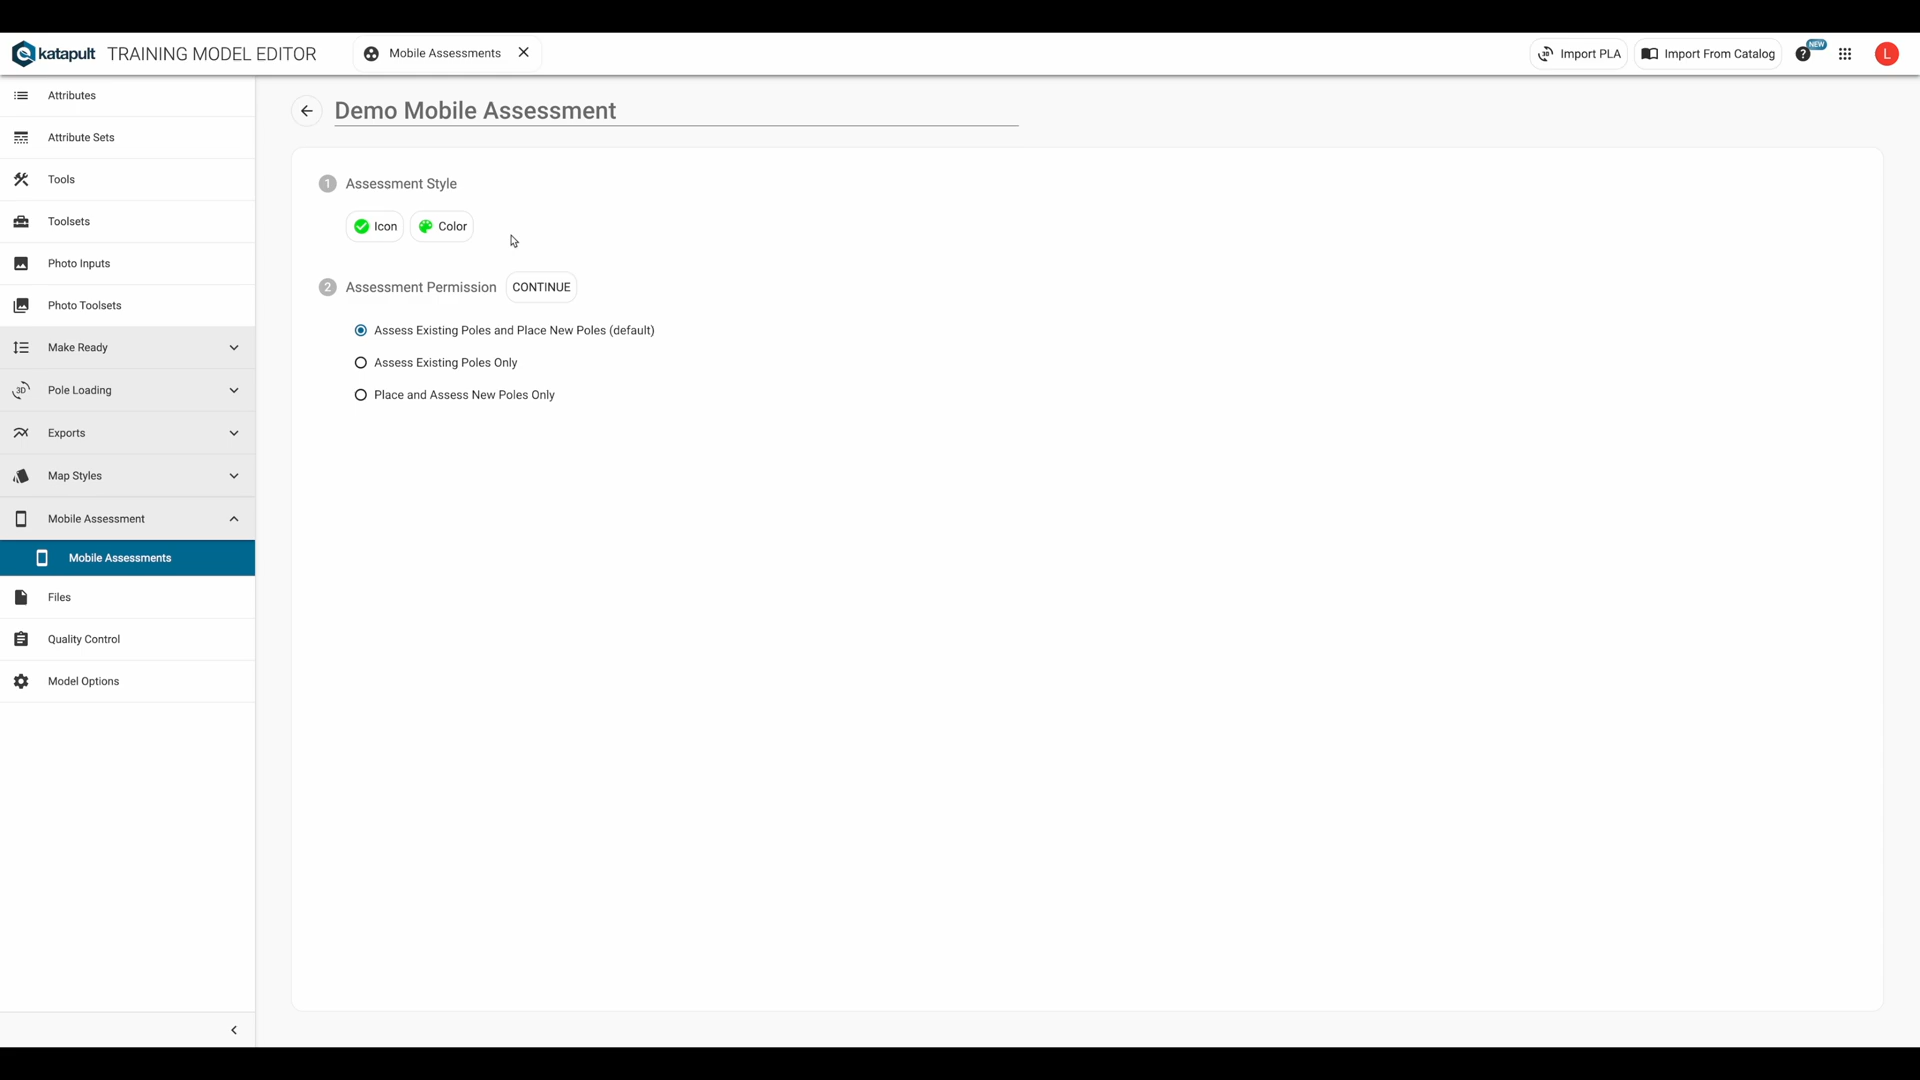 katapult TRAINING MODEL EDITOR
Mobile Assessments
Import PLA
Import From Catalog
NEW
L
Attributes
Attribute Sets
Tools
Toolsets
Photo Inputs
Photo Toolsets
Make Ready
3D
Pole Loading
Exports
Map Styles
Mobile Assessment
Mobile Assessments
Files
Quality Control
Model Options
Demo Mobile Assessment
1 Assessment Style
Icon
Color
2 Assessment Permission CONTINUE
Assess Existing Poles and Place New Poles (default)
Assess Existing Poles Only
Place and Assess New Poles Only